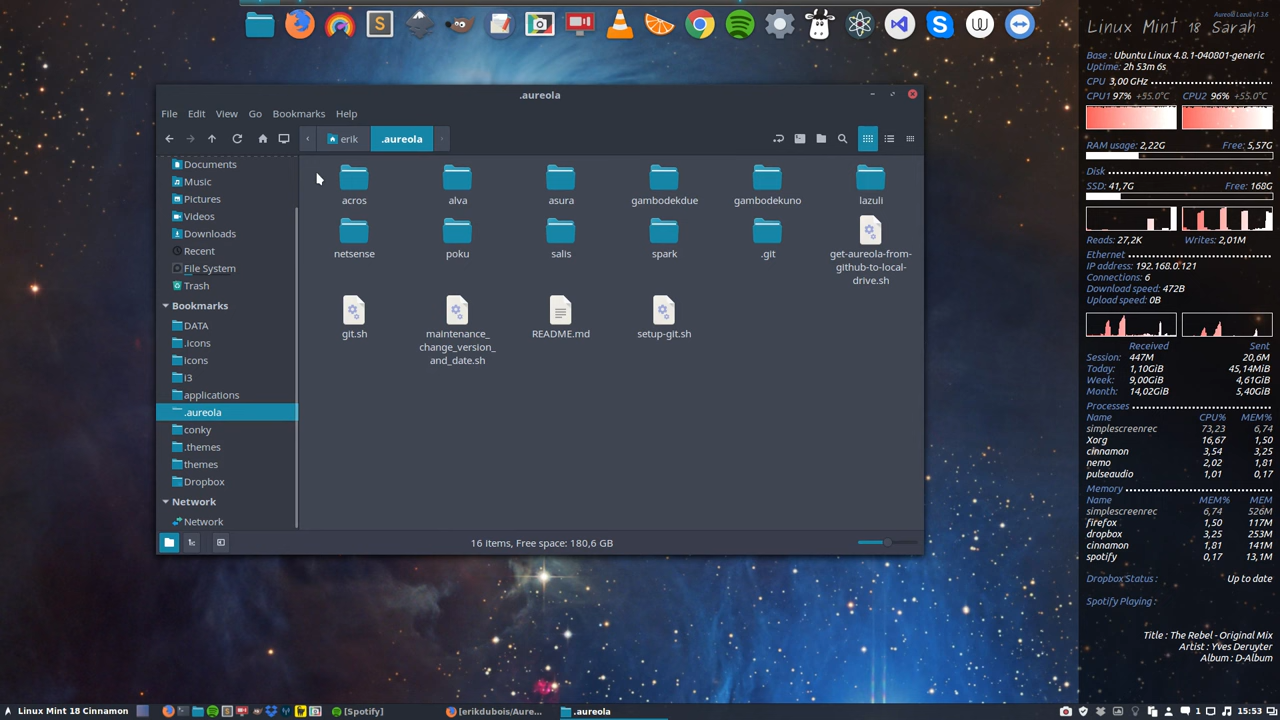 .aureola
File Edit View Go Bookmarks Help
erik .aureola
Documents
Music
Pictures
Videos
Downloads
Recent
File System
Trash
Bookmarks
DATA
.icons
icons
i3
applications
.aureola
conky
.themes
themes
Dropbox
Network
Network
acros alva asura gambodekdue gambodekuno lazuli
netsense poku salis spark .git get-aureola-from-
github-to-local-
drive.sh
git.sh maintenance_ README.md setup-git.sh
change_version_
and_date.sh
16 items, Free space: 180,6 GB
Aureola Lazuli v1.3.6
Linux Mint 18 Sarah
Base : Ubuntu Linux 4.8.1-040801-generic
Uptime: 2h 53m 6s
CPU 3,00 GHz
CPU1 97% +55.0°C CPU2 96% +55.0°C
RAM usage: 2,22G Free: 5,57G
Disk
SSD: 41,7G Free: 168G
Reads: 27,2K Writes: 2,01M
Ethernet
IP address: 192.168.0.121
Connections: 6
Download speed: 472B
Upload speed: 0B
Received Sent
Session: 447M 20,6M
Today: 1,10GiB 45,14MiB
Week: 9,00GiB 4,61GiB
Month: 14,02GiB 5,40GiB
Processes
Name CPU% MEM%
simplescreenrec 73,23 6,74
Xorg 16,67 1,50
cinnamon 3,54 3,25
nemo 2,02 1,81
pulseaudio 1,01 0,17
Memory
Name MEM% MEM
simplescreenrec 6,74 526M
firefox 1,50 117M
dropbox 3,25 253M
cinnamon 1,81 141M
spotify 0,17 13,1M
Dropbox Status : Up to date
Spotify Playing :
Title : The Rebel - Original Mix
Artist : Yves Deruyter
Album : D-Album
Linux Mint 18 Cinnamon [Spotify] [erikdubois/Aure... .aureola 1 15:53